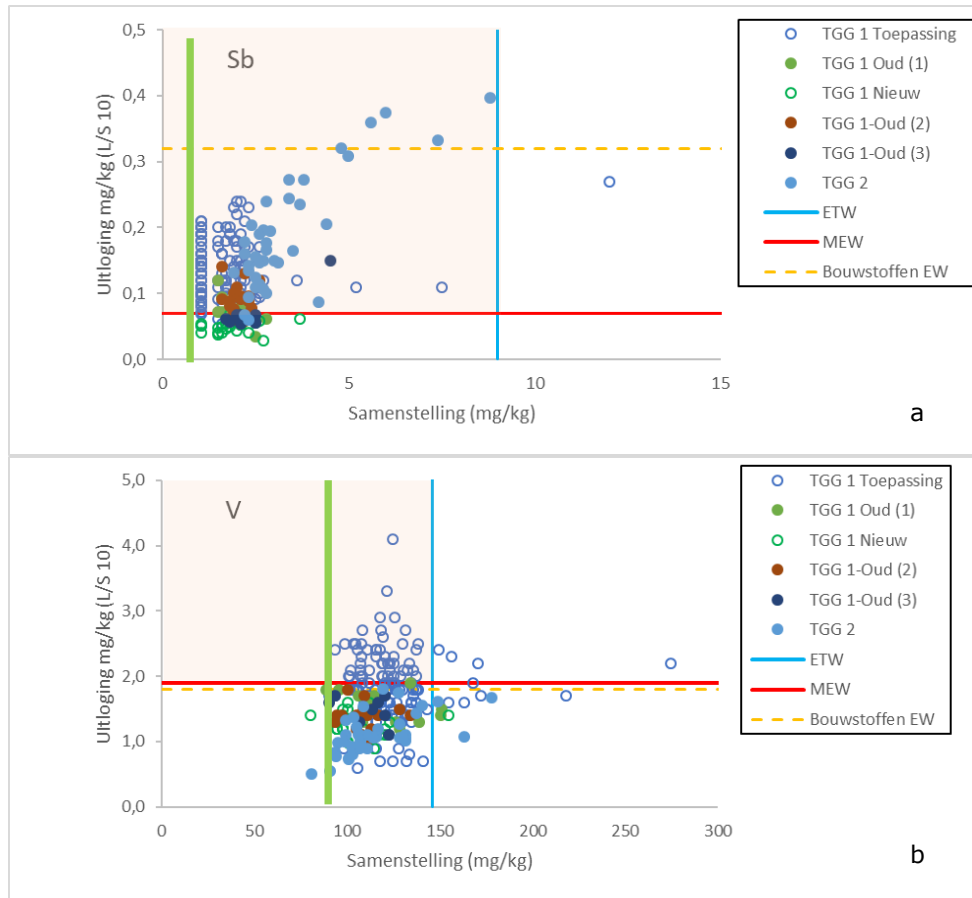 Sb
Uitloging mg/kg (L/S 10)
0,5
0,4
0,3
0,2
0,1
0,0
0
5
10
15
Samenstelling (mg/kg)
TGG 1 Toepassing
TGG 1 Oud (1)
TGG 1 Nieuw
TGG 1-Oud (2)
TGG 1-Oud (3)
TGG 2
ETW
MEW
Bouwstoffen EW
a
V
Uitloging mg/kg (L/S 10)
5,0
4,0
3,0
2,0
1,0
0,0
0
50
100
150
200
250
300
Samenstelling (mg/kg)
TGG 1 Toepassing
TGG 1 Oud (1)
TGG 1 Nieuw
TGG 1-Oud (2)
TGG 1-Oud (3)
TGG 2
ETW
MEW
Bouwstoffen EW
b